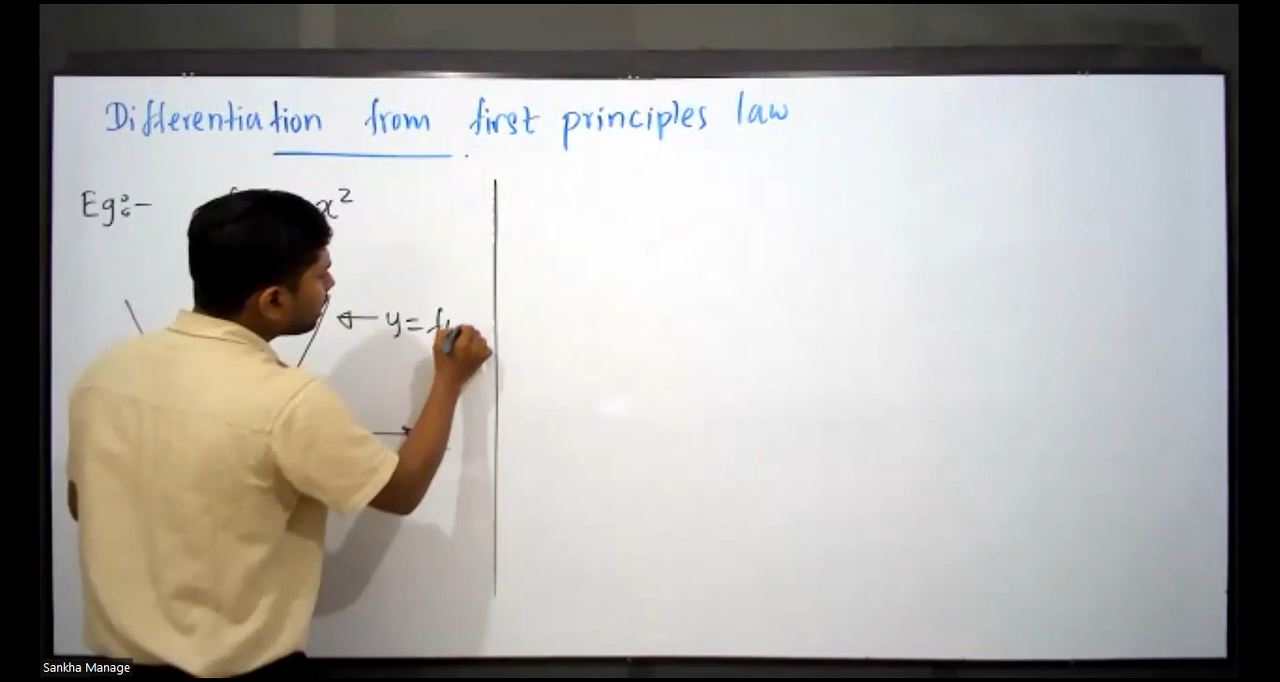 Differentiation from first principles law
Eg:- x²
y = f
Sankha Manage